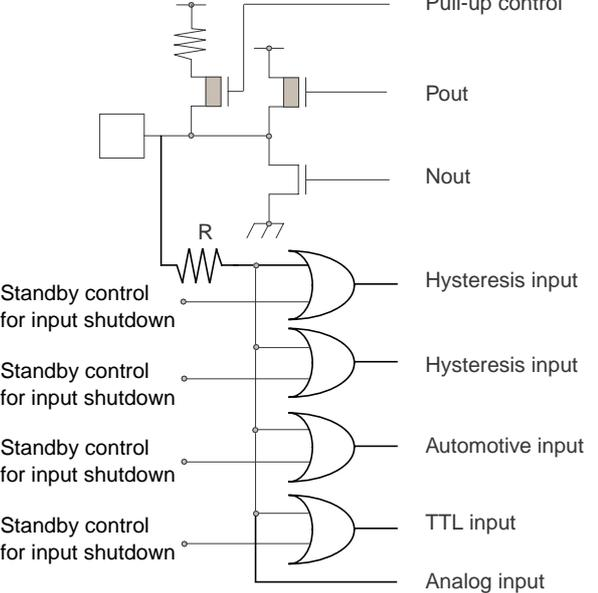 Pull-up control
Pout
Nout
R
Hysteresis input
Standby control
for input shutdown
Hysteresis input
Standby control
for input shutdown
Automotive input
Standby control
for input shutdown
TTL input
Standby control
for input shutdown
Analog input